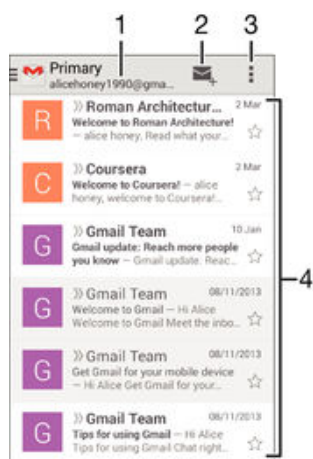 1 2 3
Primary
alicehoney1990@gma...
R
» Roman Architectur... 2 Mar
Welcome to Roman Architecture!
— alice honey, Read what your...
C
» Coursera 2 Mar
Welcome to Coursera! — alice
honey, welcome to Coursera!...
G
» Gmail Team 10 Jan
Gmail update: Reach more people
you know — Gmail update. Reac...
4
G
» Gmail Team 08/11/2013
Welcome to Gmail — Hi Alice
Welcome to Gmail Meet the inbo...
G
» Gmail Team 08/11/2013
Get Gmail for your mobile device
— Hi Alice Get Gmail for your...
G
» Gmail Team 08/11/2013
Tips for using Gmail — Hi Alice
Tips for using Gmail Chat right...